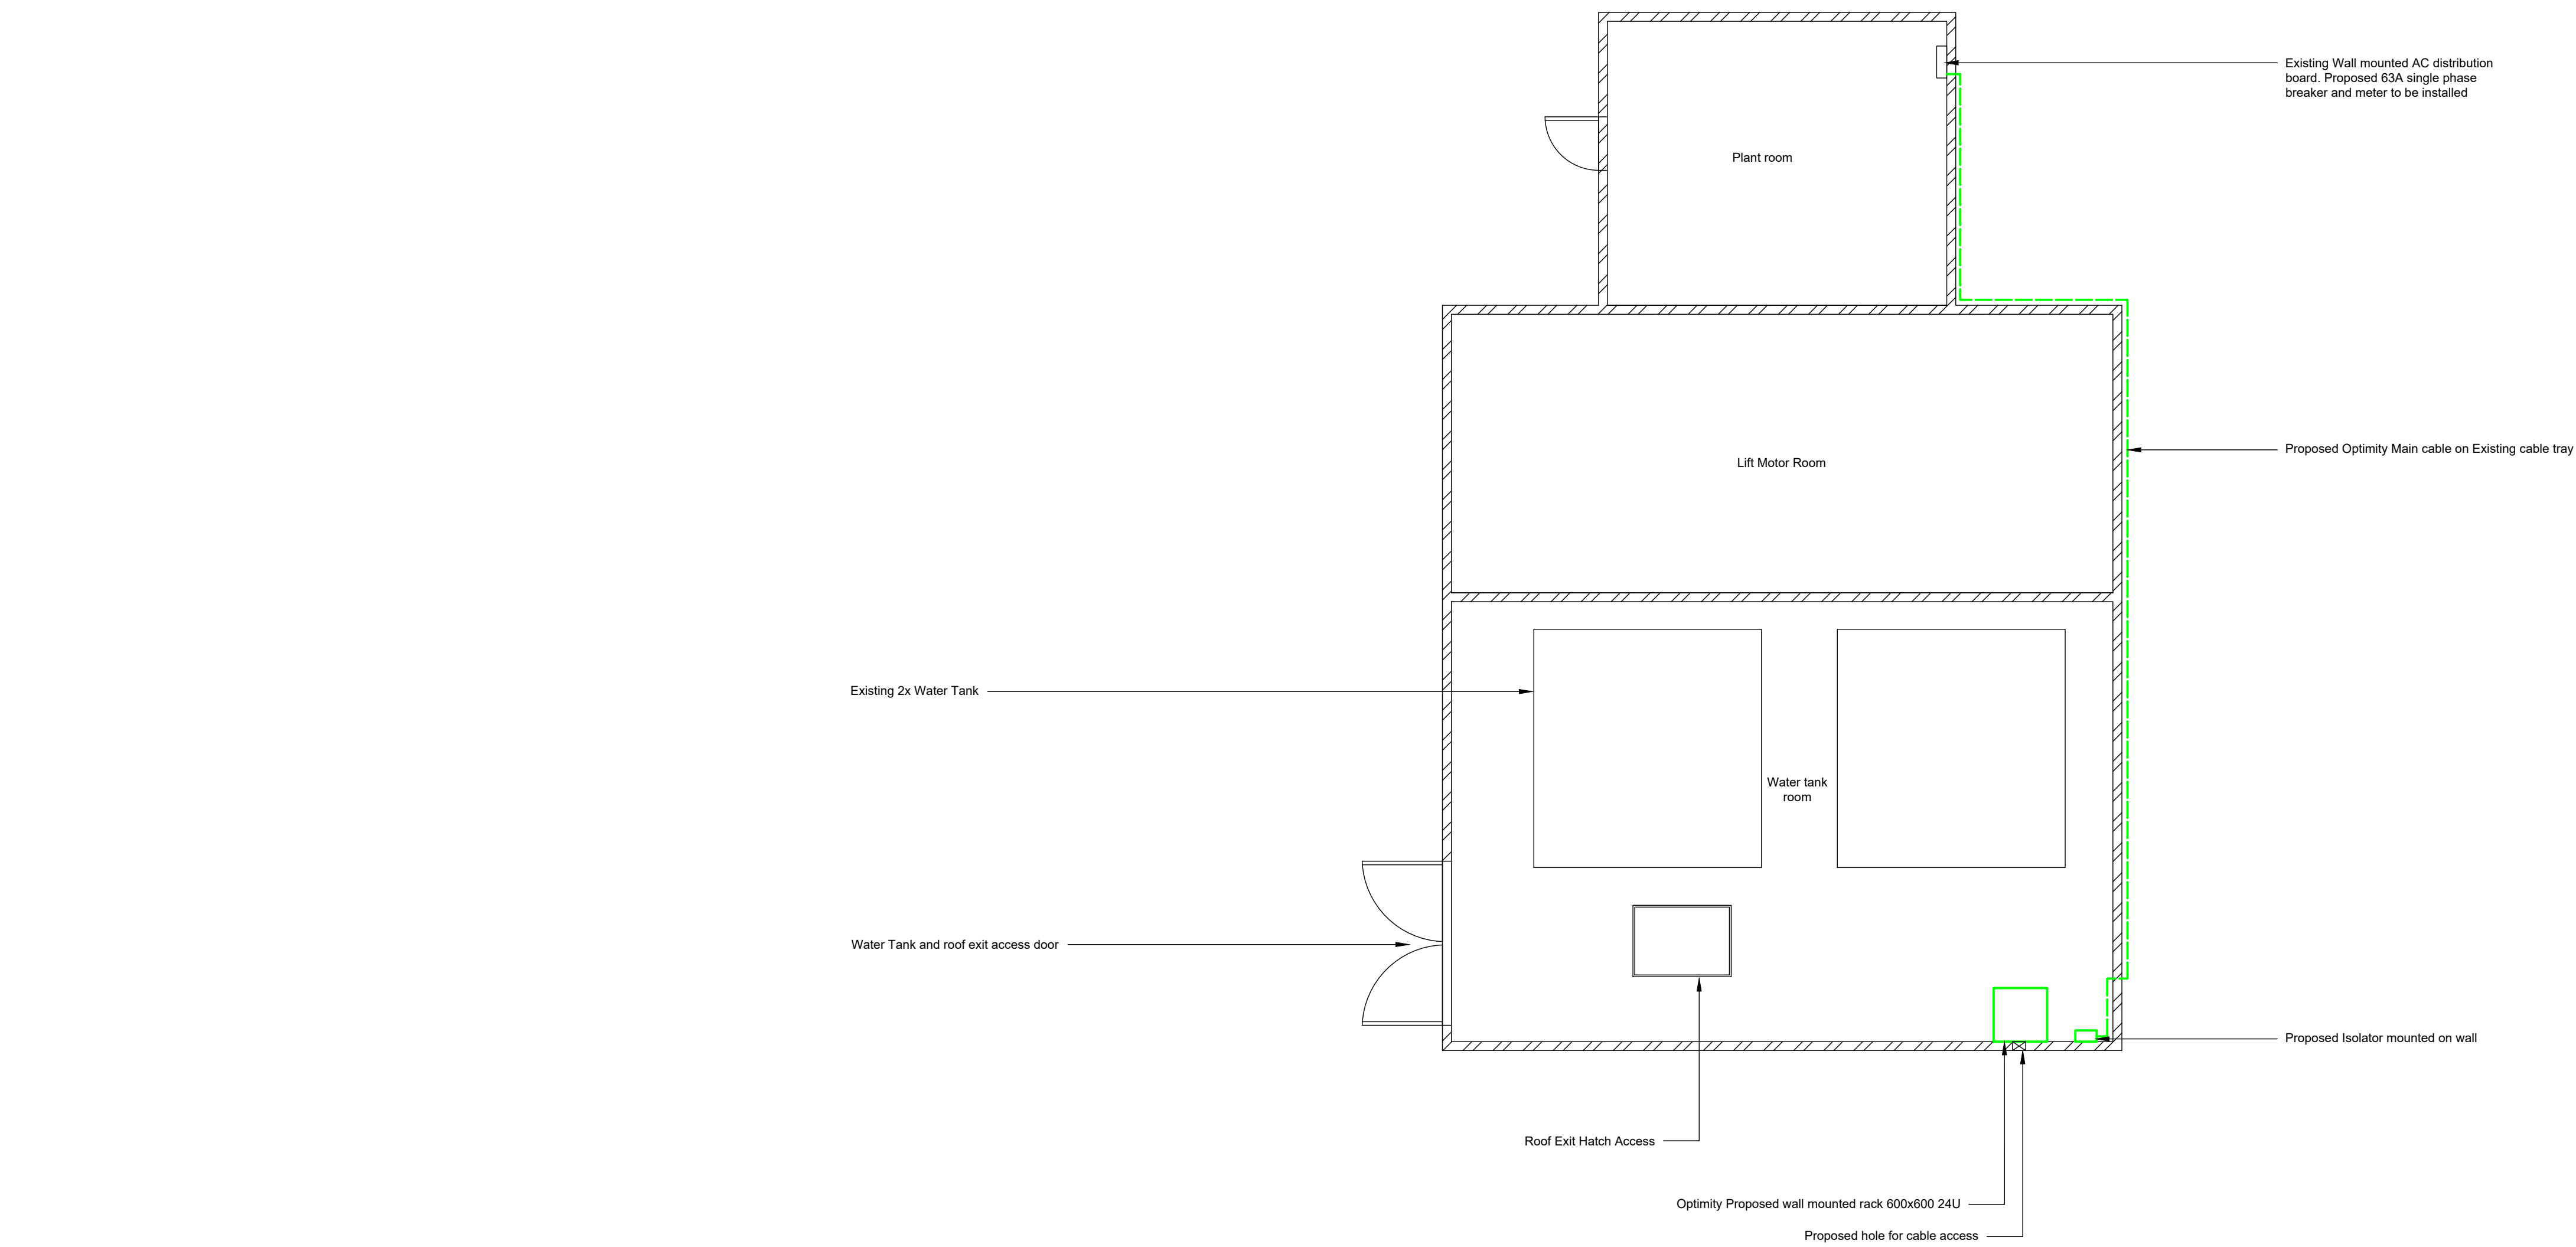 Existing Wall mounted AC distribution
board. Proposed 63A single phase
breaker and meter to be installed
Plant room
Proposed Optimity Main cable on Existing cable tray
Lift Motor Room
Existing 2x Water Tank
Water tank
room
Water Tank and roof exit access door
Proposed Isolator mounted on wall
Roof Exit Hatch Access
Optimity Proposed wall mounted rack 600x600 24U
Proposed hole for cable access